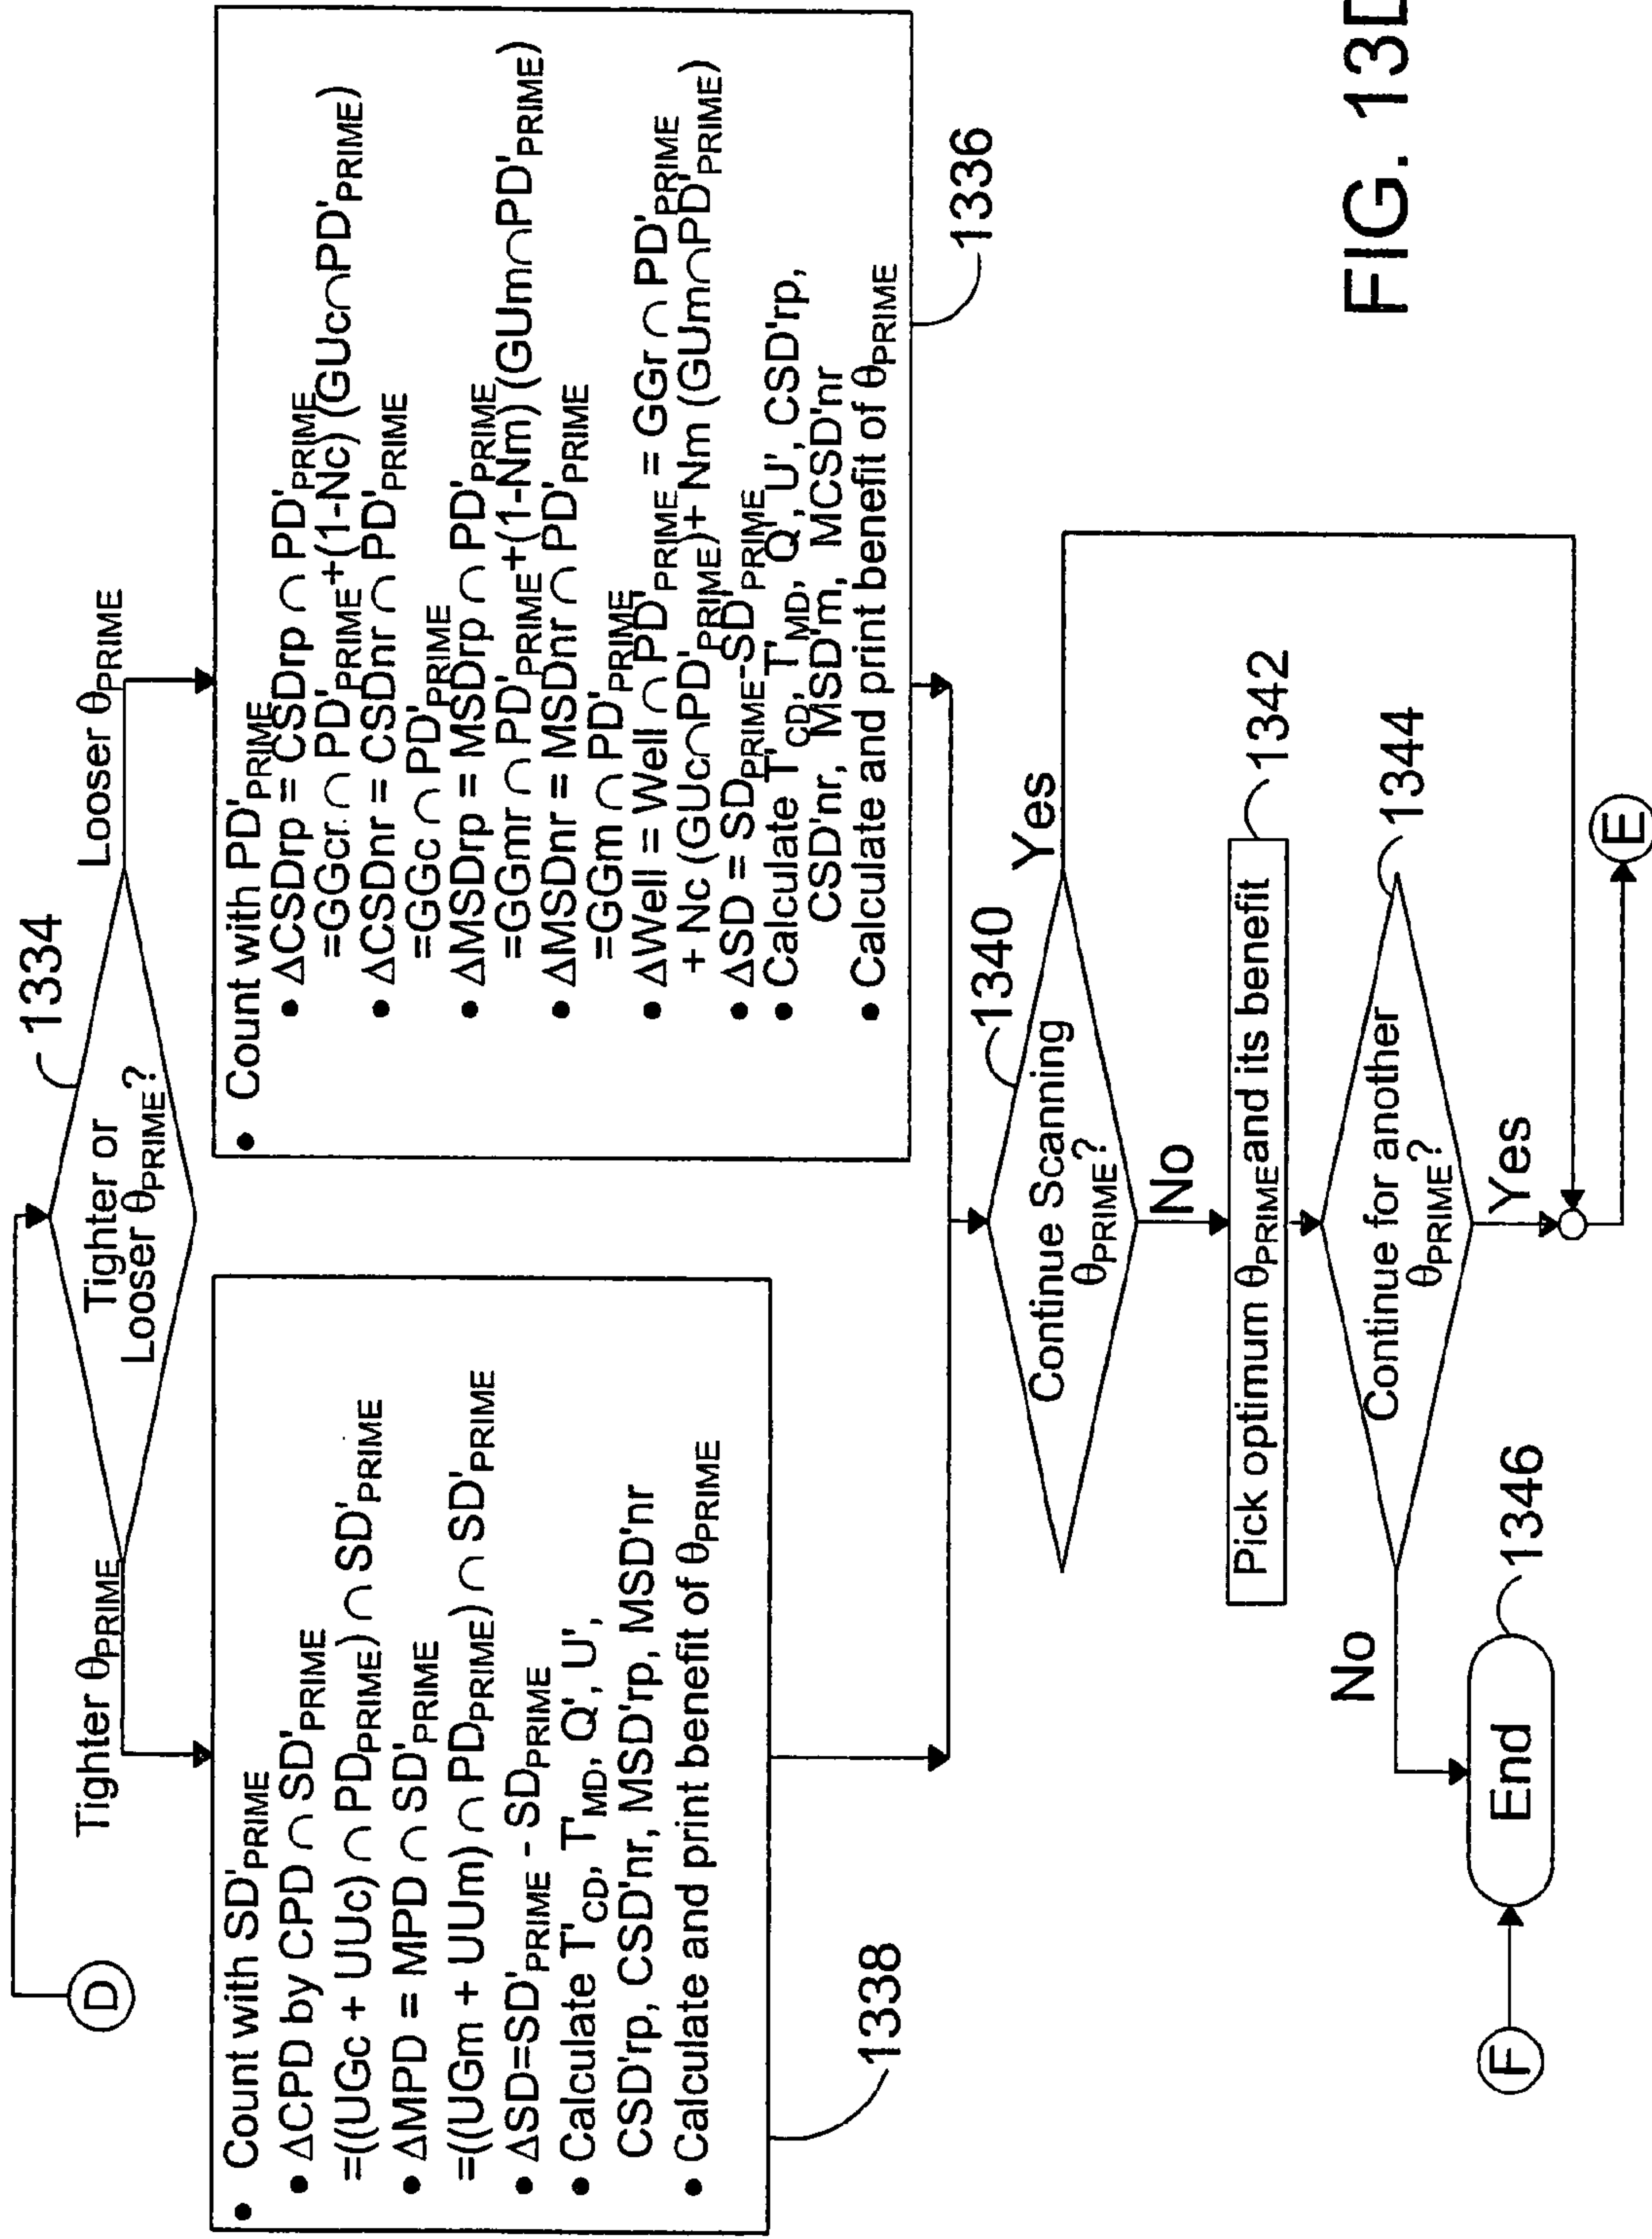 D
1334
Tighter or
Looser θPRIME?
Tighter θPRIME
Looser θPRIME
• Count with SD'PRIME
• ΔCPD by CPD ∩ SD'PRIME
=((UGc + UUc) ∩ PDPRIME) ∩ SD'PRIME
• ΔMPD = MPD ∩ SD'PRIME
=((UGm + UUm) ∩ PDPRIME) ∩ SD'PRIME
• ΔSD=SD'PRIME - SDPRIME
• Calculate T'CD, T'MD, Q', U',
CSD'rp, CSD'nr, MSD'rp, MSD'nr
• Calculate and print benefit of θPRIME
1338
• Count with PD'PRIME
• ΔCSDrp = CSDrp ∩ PD'PRIME
=GGcr ∩ PD'PRIME+(1-Nc) (GUc∩PD'PRIME)
• ΔCSDnr = CSDnr ∩ PD'PRIME
=GGc ∩ PD'PRIME
• ΔMSDrp = MSDrp ∩ PD'PRIME
=GGmr ∩ PD'PRIME+(1-Nm) (GUm∩PD'PRIME)
• ΔMSDnr = MSDnr ∩ PD'PRIME
=GGm ∩ PD'PRIME
• ΔWell = Well ∩ PD'PRIME = GGr ∩ PD'PRIME
+ Nc (GUc∩PD'PRIME)+ Nm (GUm∩PD'PRIME)
• ΔSD = SDPRIME-SD'PRIME
• Calculate T'CD, T'MD, Q', U', CSD'rp,
CSD'nr, MSD'm, MCSD'nr
• Calculate and print benefit of θPRIME
1336
1340
Continue Scanning
θPRIME?
Yes
No
Pick optimum θPRIME and its benefit
1342
1344
Continue for another
θPRIME?
No
Yes
End
1346
F
E
FIG. 13D